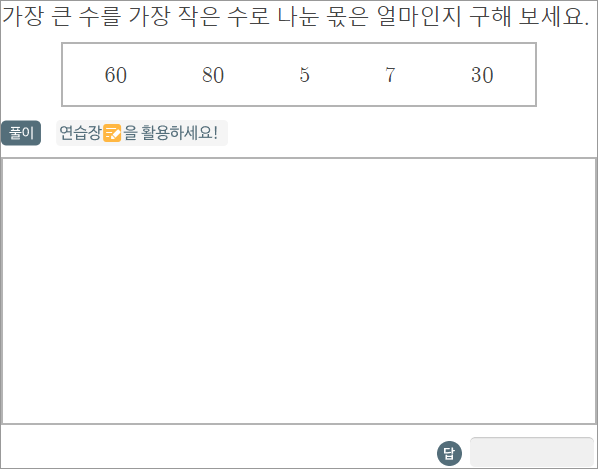 가장 큰 수를 가장 작은 수로 나눈 몫은 얼마인지 구해 보세요.
60 80 5 7 30
풀이 연습장📝을 활용하세요!
답